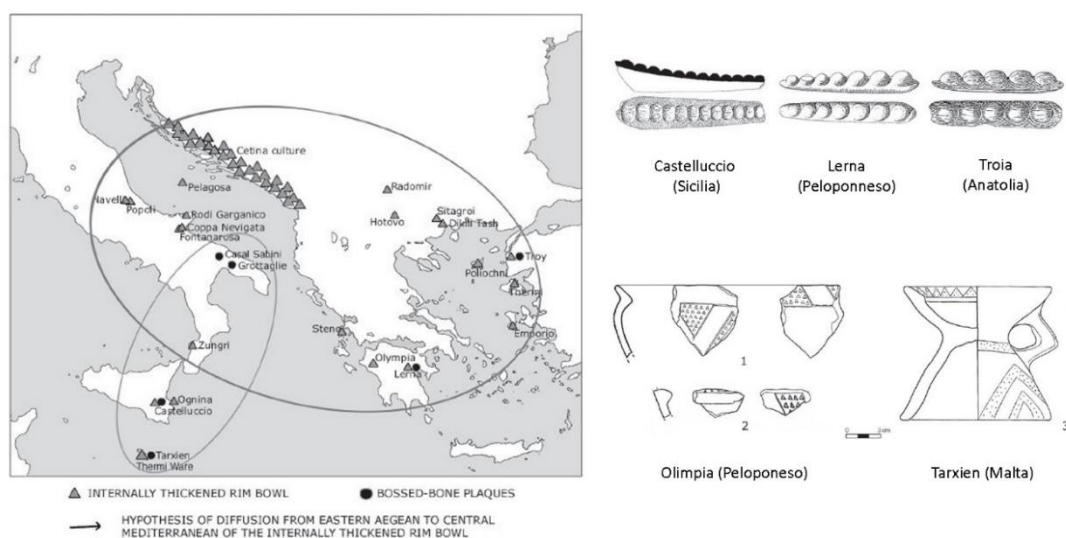 Cetina culture
Pelagosa
Radomir
Navelli
Popoli
Rodi Garganico
Coppa Nevigata
Fontanarosa
Hotovo
Sitagroi
Dikili Tash
Casal Sabini
Grottaglie
Poliochni
Troy
Thermi
Emporio
Steno
Zungri
Olympia
Lerna
Ognina
Castelluccio
Tarxien
Thermi Ware
INTERNALLY THICKENED RIM BOWL
BOSSED-BONE PLAQUES
HYPOTHESIS OF DIFFUSION FROM EASTERN AEGEAN TO CENTRAL
MEDITERRANEAN OF THE INTERNALLY THICKENED RIM BOWL
Castelluccio
(Sicilia)
Lerna
(Peloponneso)
Troia
(Anatolia)
1
2
3
Olimpia (Peloponeso)
Tarxien (Malta)